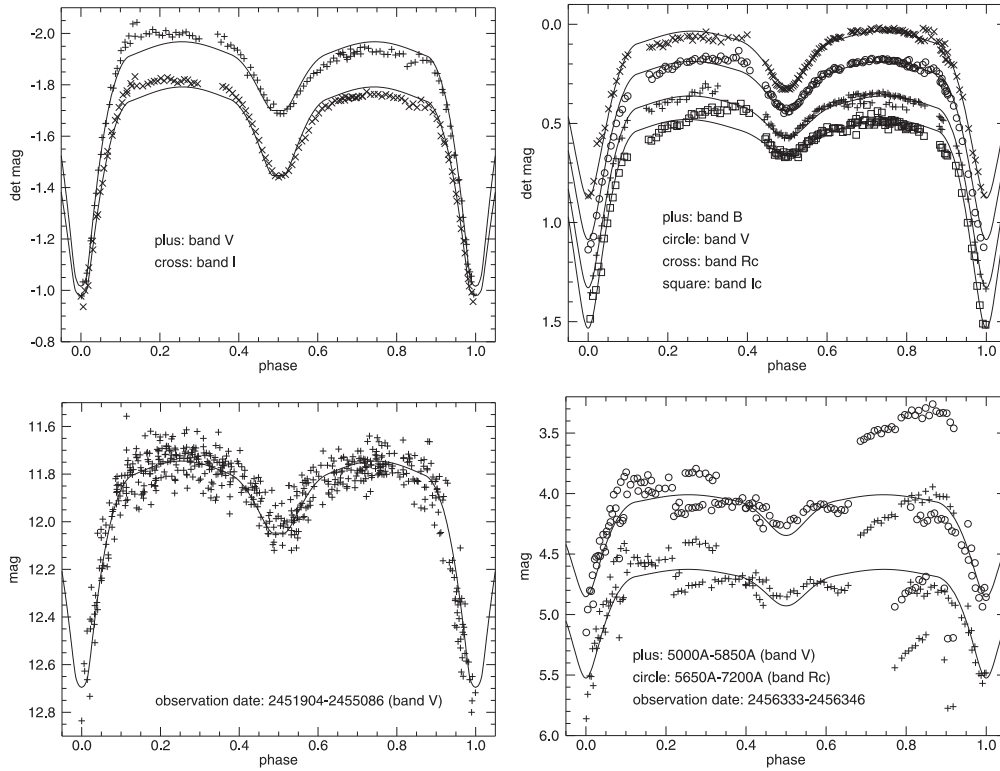 -2.0
-1.8
-1.6
-1.4
-1.2
-1.0
-0.8
det mag
plus: band V
cross: band I
0.0 0.2 0.4 0.6 0.8 1.0
phase
0.0
0.5
1.0
1.5
det mag
plus: band B
circle: band V
cross: band Rc
square: band Ic
0.0 0.2 0.4 0.6 0.8 1.0
phase
11.6
11.8
12.0
12.2
12.4
12.6
12.8
mag
observation date: 2451904-2455086 (band V)
0.0 0.2 0.4 0.6 0.8 1.0
phase
3.5
4.0
4.5
5.0
5.5
6.0
mag
plus: 5000A-5850A (band V)
circle: 5650A-7200A (band Rc)
observation date: 2456333-2456346
0.0 0.2 0.4 0.6 0.8 1.0
phase